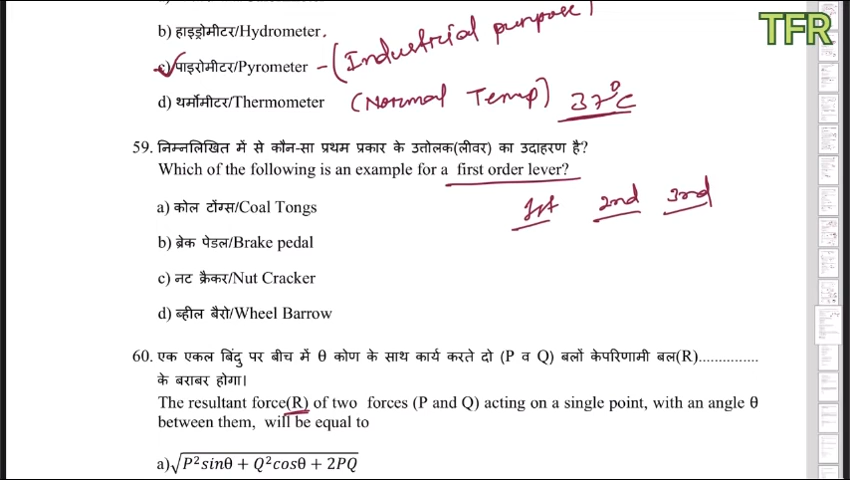 TFR
b) हाइड्रोमीटर/Hydrometer.
c) पाइरोमीटर/Pyrometer - (Industrial purpose)
d) थर्मोमीटर/Thermometer (Normal Temp) 37°C
59. निम्नलिखित में से कौन-सा प्रथम प्रकार के उत्तोलक(लीवर) का उदाहरण है?
Which of the following is an example for a first order lever?
1st 2nd 3rd
a) कोल टोंग्स/Coal Tongs
b) ब्रेक पेडल/Brake pedal
c) नट क्रैकर/Nut Cracker
d) व्हील बैरो/Wheel Barrow
60. एक एकल बिंदु पर बीच में θ कोण के साथ कार्य करते दो (P व Q) बलों केपरिणामी बल(R)...............
के बराबर होगा।
The resultant force(R) of two forces (P and Q) acting on a single point, with an angle θ
between them, will be equal to
a)√P²sinθ + Q²cosθ + 2PQ